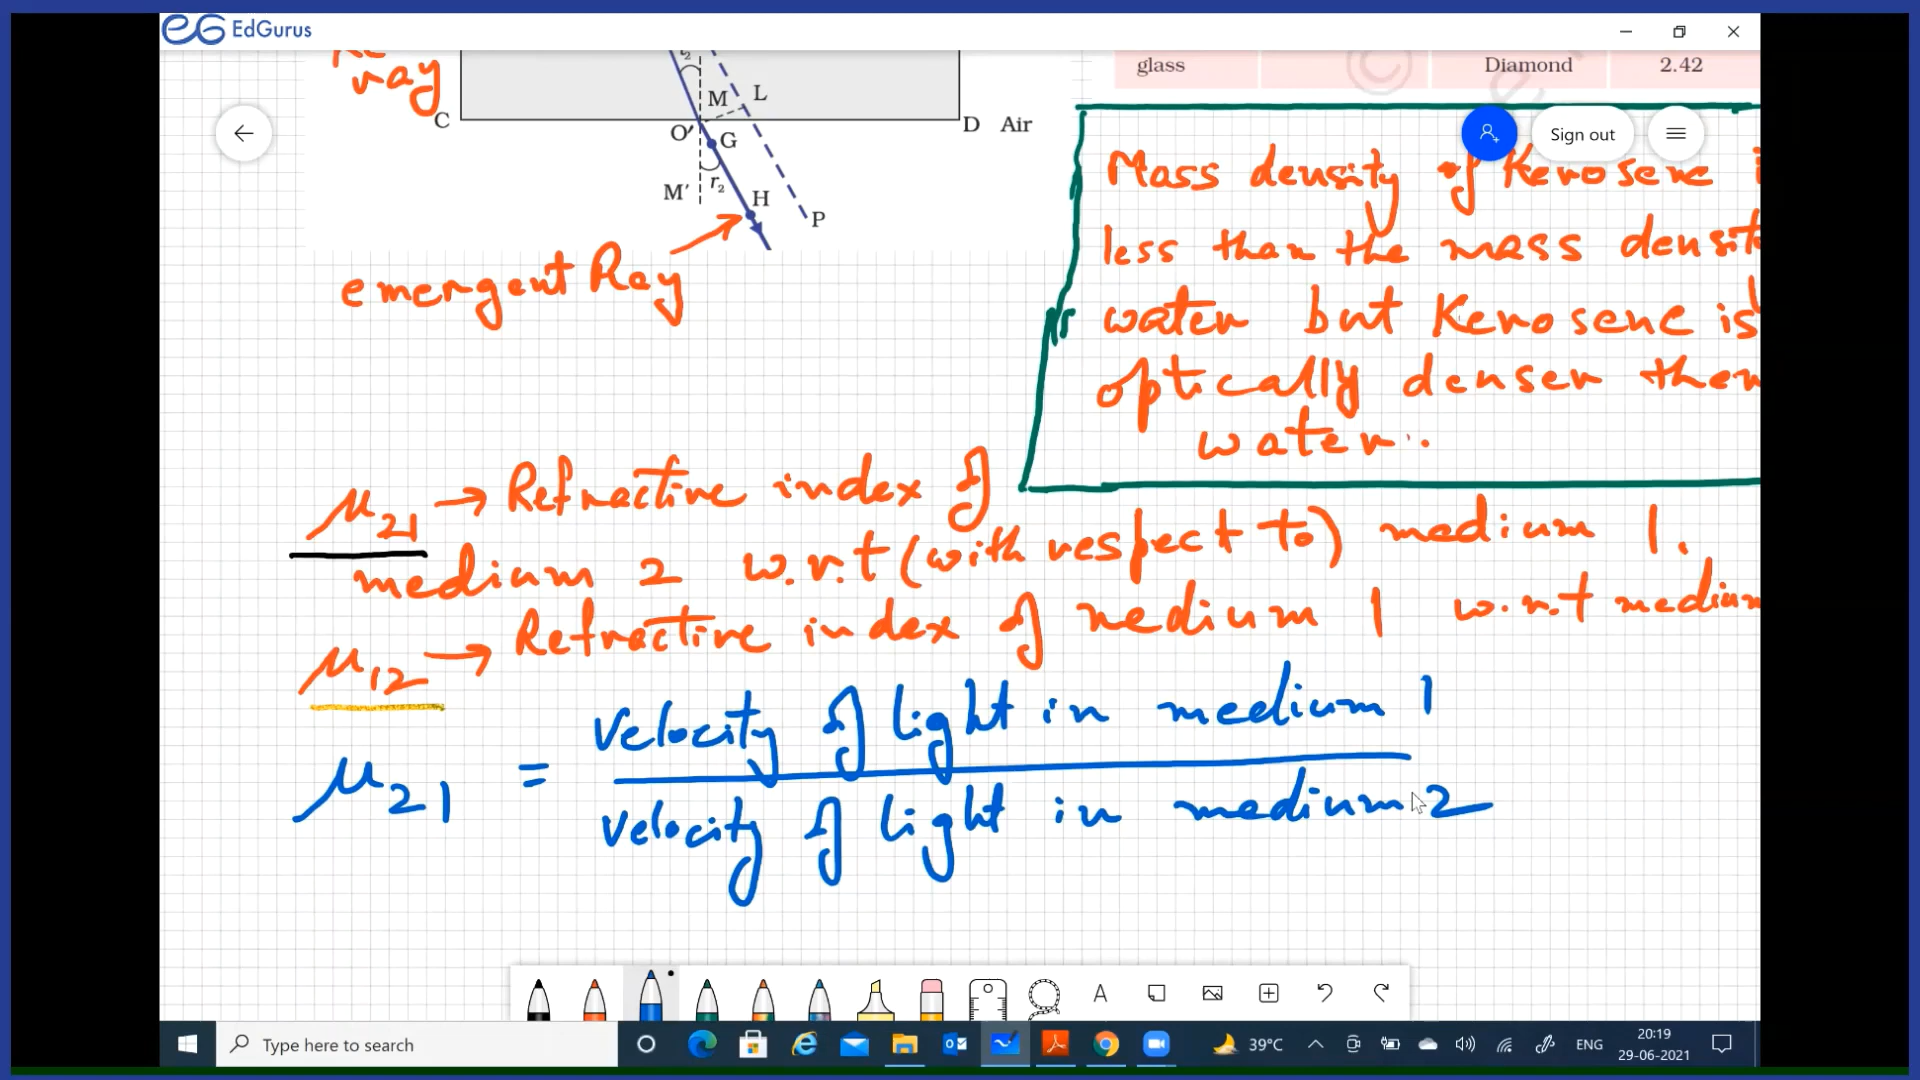 EdGurus
ray
glass
Diamond 2.42
M L
C
O' G
D Air
M' r2 H
P
Sign out
emergent Ray
Mass density of Kerosene
less than the mass
water but Kerosene is
optically denser then
water.
μ21 → Refractive index of
medium 2 w.r.t (with respect to) medium 1.
μ12 → Refractive index of medium 1 w.r.t medium
μ21 = Velocity of light in medium 1
Velocity of light in medium 2
A
Type here to search
39°C
ENG
20:19
29-06-2021